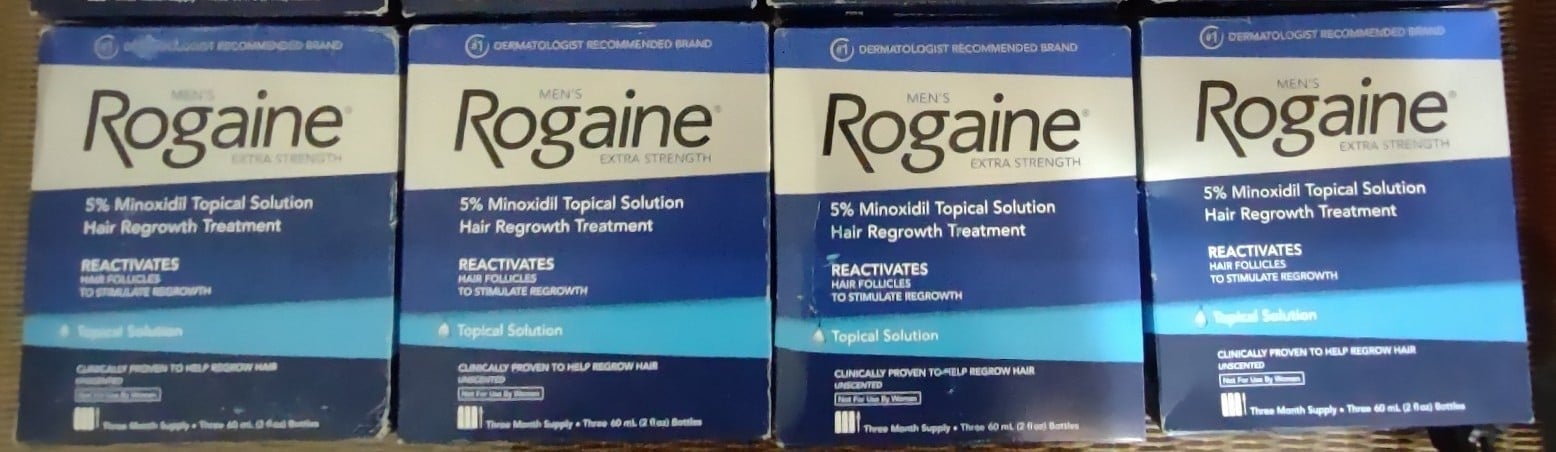 #1 DERMATOLOGIST RECOMMENDED BRAND
MEN'S
Rogaine®
EXTRA STRENGTH
5% Minoxidil Topical Solution
Hair Regrowth Treatment
REACTIVATES
HAIR FOLLICLES
TO STIMULATE REGROWTH
Topical Solution
CLINICALLY PROVEN TO HELP REGROW HAIR
UNSCENTED
Not For Use By Women
Three Month Supply • Three 60 mL (2 fl oz) Bottles
#1 DERMATOLOGIST RECOMMENDED BRAND
MEN'S
Rogaine®
EXTRA STRENGTH
5% Minoxidil Topical Solution
Hair Regrowth Treatment
REACTIVATES
HAIR FOLLICLES
TO STIMULATE REGROWTH
Topical Solution
CLINICALLY PROVEN TO HELP REGROW HAIR
UNSCENTED
Not For Use By Women
Three Month Supply • Three 60 mL (2 fl oz) Bottles
#1 DERMATOLOGIST RECOMMENDED BRAND
MEN'S
Rogaine®
EXTRA STRENGTH
5% Minoxidil Topical Solution
Hair Regrowth Treatment
REACTIVATES
HAIR FOLLICLES
TO STIMULATE REGROWTH
Topical Solution
CLINICALLY PROVEN TO HELP REGROW HAIR
UNSCENTED
Not For Use By Women
Three Month Supply • Three 60 mL (2 fl oz) Bottles
#1 DERMATOLOGIST RECOMMENDED BRAND
MEN'S
Rogaine®
EXTRA STRENGTH
5% Minoxidil Topical Solution
Hair Regrowth Treatment
REACTIVATES
HAIR FOLLICLES
TO STIMULATE REGROWTH
Topical Solution
CLINICALLY PROVEN TO HELP REGROW HAIR
UNSCENTED
Not For Use By Women
Three Month Supply • Three 60 mL (2 fl oz) Bottles